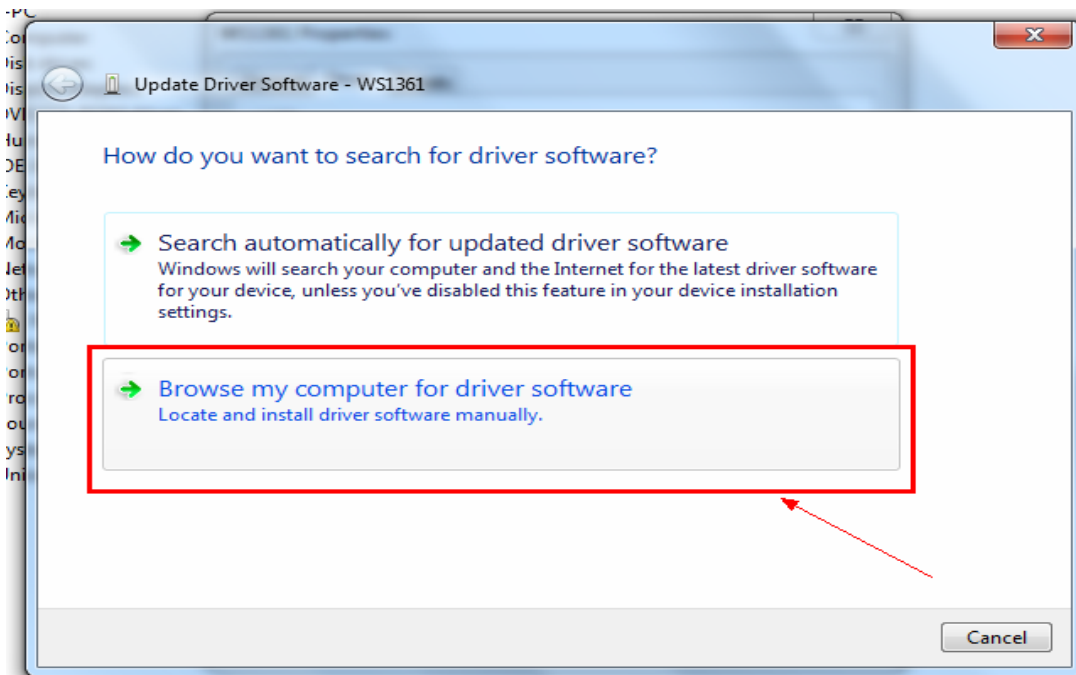 -PC
WS1361 Properties
Update Driver Software - WS1361
How do you want to search for driver software?
Search automatically for updated driver software
Windows will search your computer and the Internet for the latest driver software
for your device, unless you've disabled this feature in your device installation
settings.
Browse my computer for driver software
Locate and install driver software manually.
Cancel